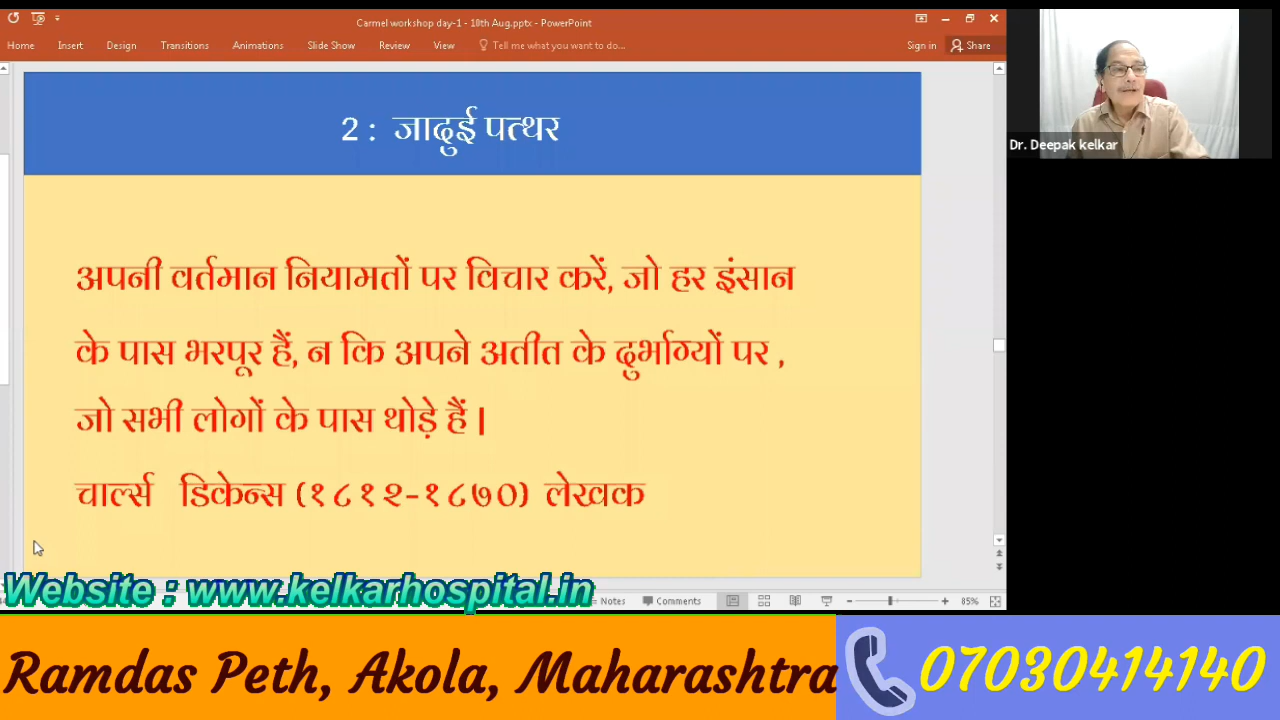 Carmel workshop day-1 - 10th Aug.pptx - PowerPoint
Home Insert Design Transitions Animations Slide Show Review View Tell me what you want to do... Sign in Share
2 : जादुई पत्थर
अपनी वर्तमान नियामतों पर विचार करें, जो हर इंसान
के पास भरपूर हैं, न कि अपने अतीत के दुर्भाग्यों पर ,
जो सभी लोगों के पास थोड़े हैं |
चार्ल्स डिकेन्स (१८१२-१८७०) लेखक
Dr. Deepak kelkar
Website : www.kelkarhospital.in
Notes Comments 85%
Ramdas Peth, Akola, Maharashtra
07030414140